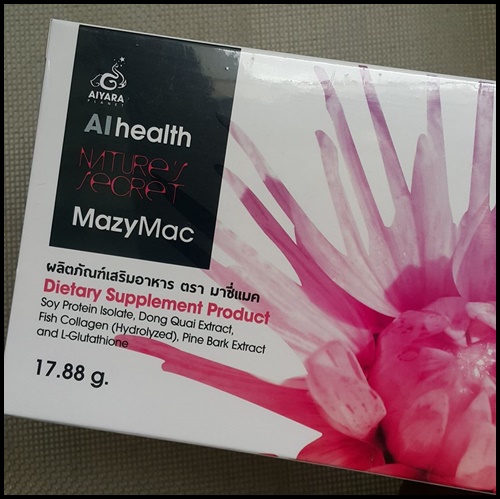 AIYARA
PLANET
AIhealth
NATURE'S
SECRET
MazyMac
ผลิตภัณฑ์เสริมอาหาร ตรา มาซี่แมค
Dietary Supplement Product
Soy Protein Isolate, Dong Quai Extract,
Fish Collagen (Hydrolyzed), Pine Bark Extract
and L-Glutathione
17.88 g.